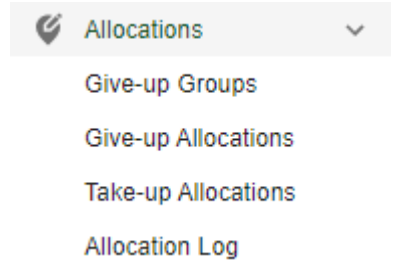 Allocations
Give-up Groups
Give-up Allocations
Take-up Allocations
Allocation Log